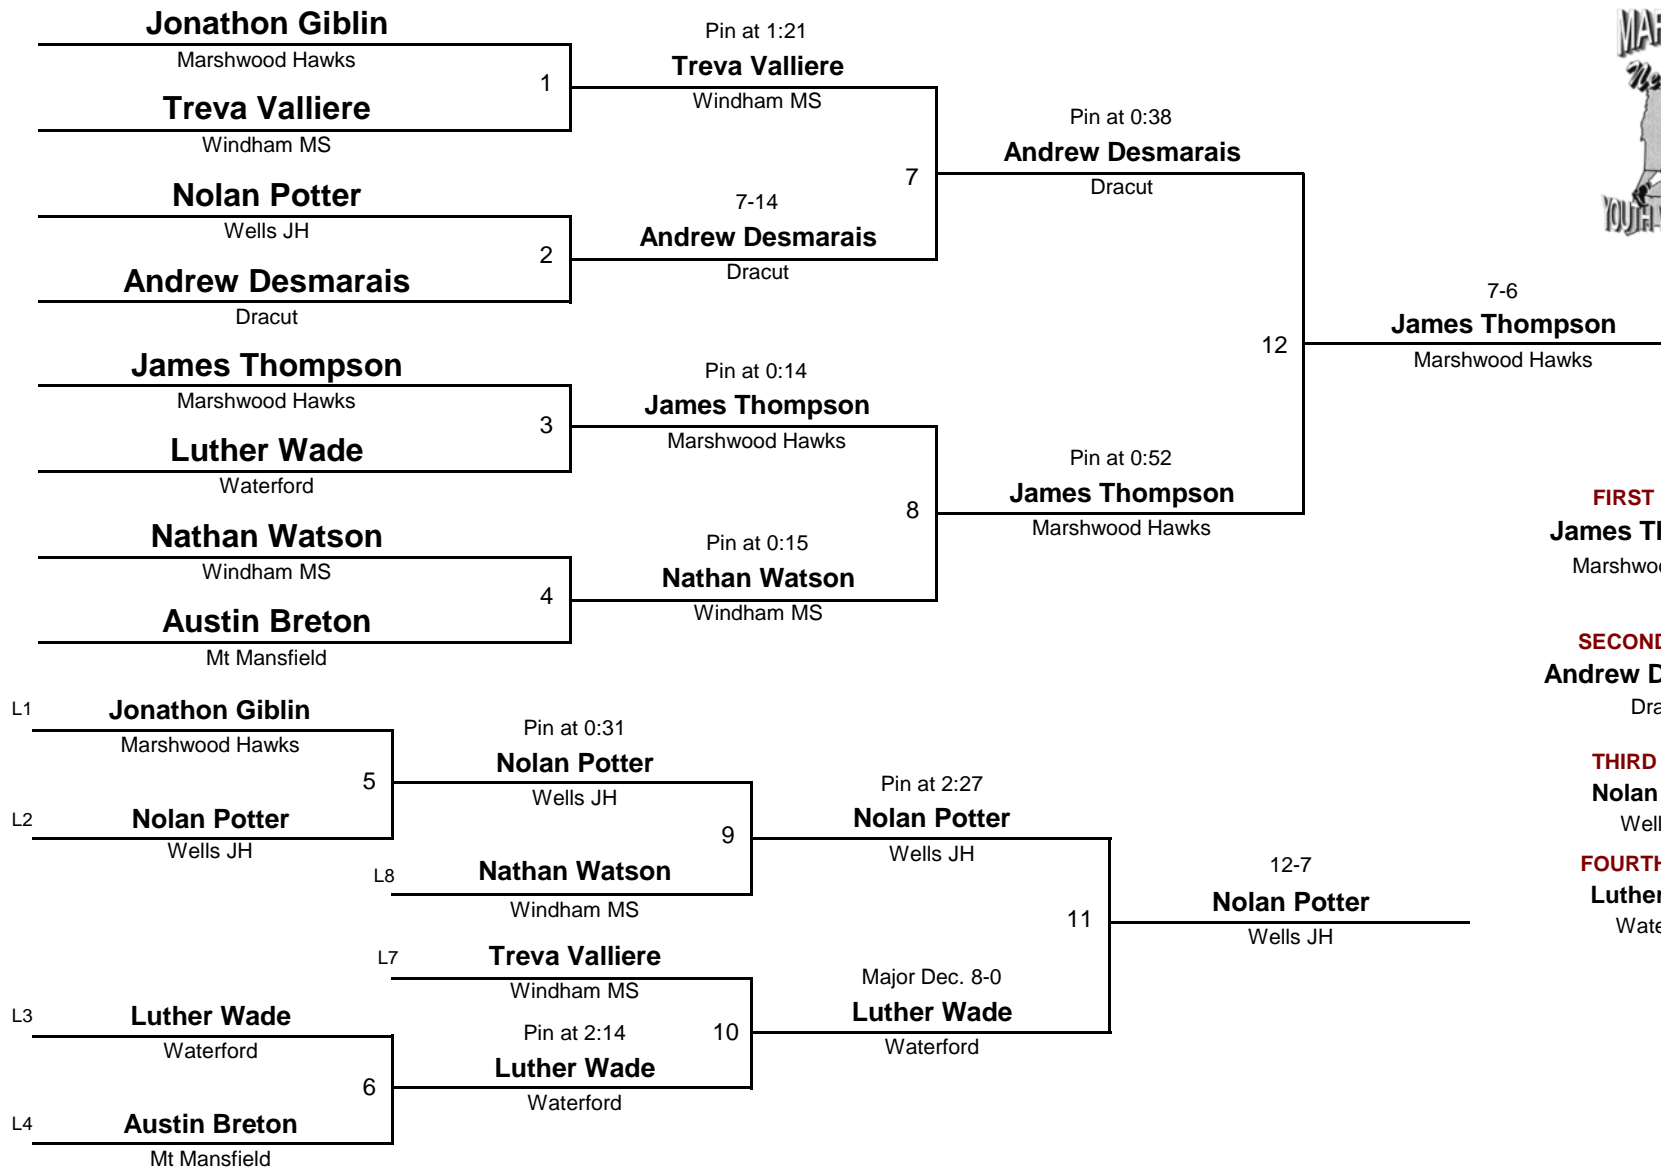 Jonathon Giblin
Marshwood Hawks
1
Treva Valliere
Windham MS
Pin at 1:21
Treva Valliere
Windham MS
Nolan Potter
Wells JH
2
Andrew Desmarais
Dracut
7-14
Andrew Desmarais
Dracut
7
Pin at 0:38
Andrew Desmarais
Dracut
James Thompson
Marshwood Hawks
3
Luther Wade
Waterford
Pin at 0:14
James Thompson
Marshwood Hawks
Nathan Watson
Windham MS
4
Austin Breton
Mt Mansfield
Pin at 0:15
Nathan Watson
Windham MS
8
Pin at 0:52
James Thompson
Marshwood Hawks
12
7-6
James Thompson
Marshwood Hawks
YOUTH
FIRST
James
SECOND
Andrew
THIRD
Nolan
FOURTH
Luther
L1
Jonathon Giblin
Marshwood Hawks
5
L2
Nolan Potter
Wells JH
Pin at 0:31
Nolan Potter
Wells JH
9
L8
Nathan Watson
Windham MS
Pin at 2:27
Nolan Potter
Wells JH
L7
Treva Valliere
Windham MS
L3
Luther Wade
Waterford
6
L4
Austin Breton
Mt Mansfield
Pin at 2:14
Luther Wade
Waterford
10
Major Dec. 8-0
Luther Wade
Waterford
11
12-7
Nolan Potter
Wells JH